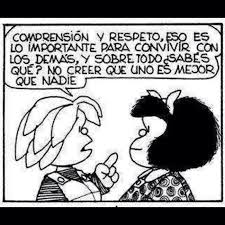 COMPRENSIÓN Y RESPETO, ESO ES
LO IMPORTANTE PARA CONVIVIR CON
LOS DEMÁS, Y SOBRE TODO ¿SABÉS
QUÉ? NO CREER QUE UNO ES MEJOR
QUE NADIE